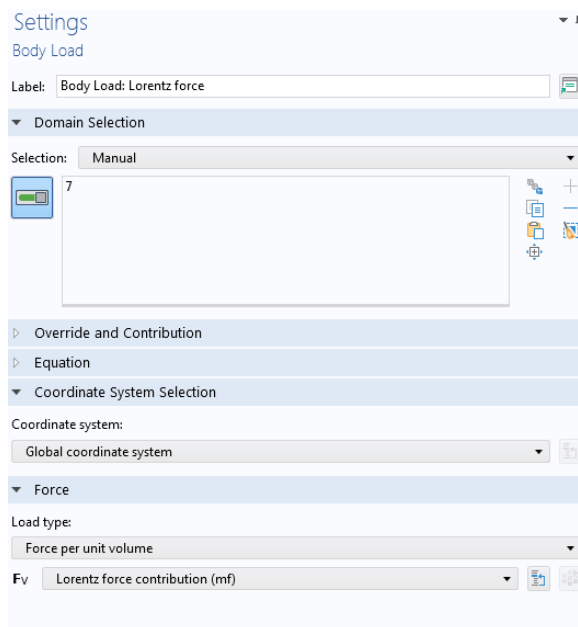 Settings
Body Load
Label: Body Load: Lorentz force
Domain Selection
Selection: Manual
7
Override and Contribution
Equation
Coordinate System Selection
Coordinate system:
Global coordinate system
Force
Load type:
Force per unit volume
FV Lorentz force contribution (mf)